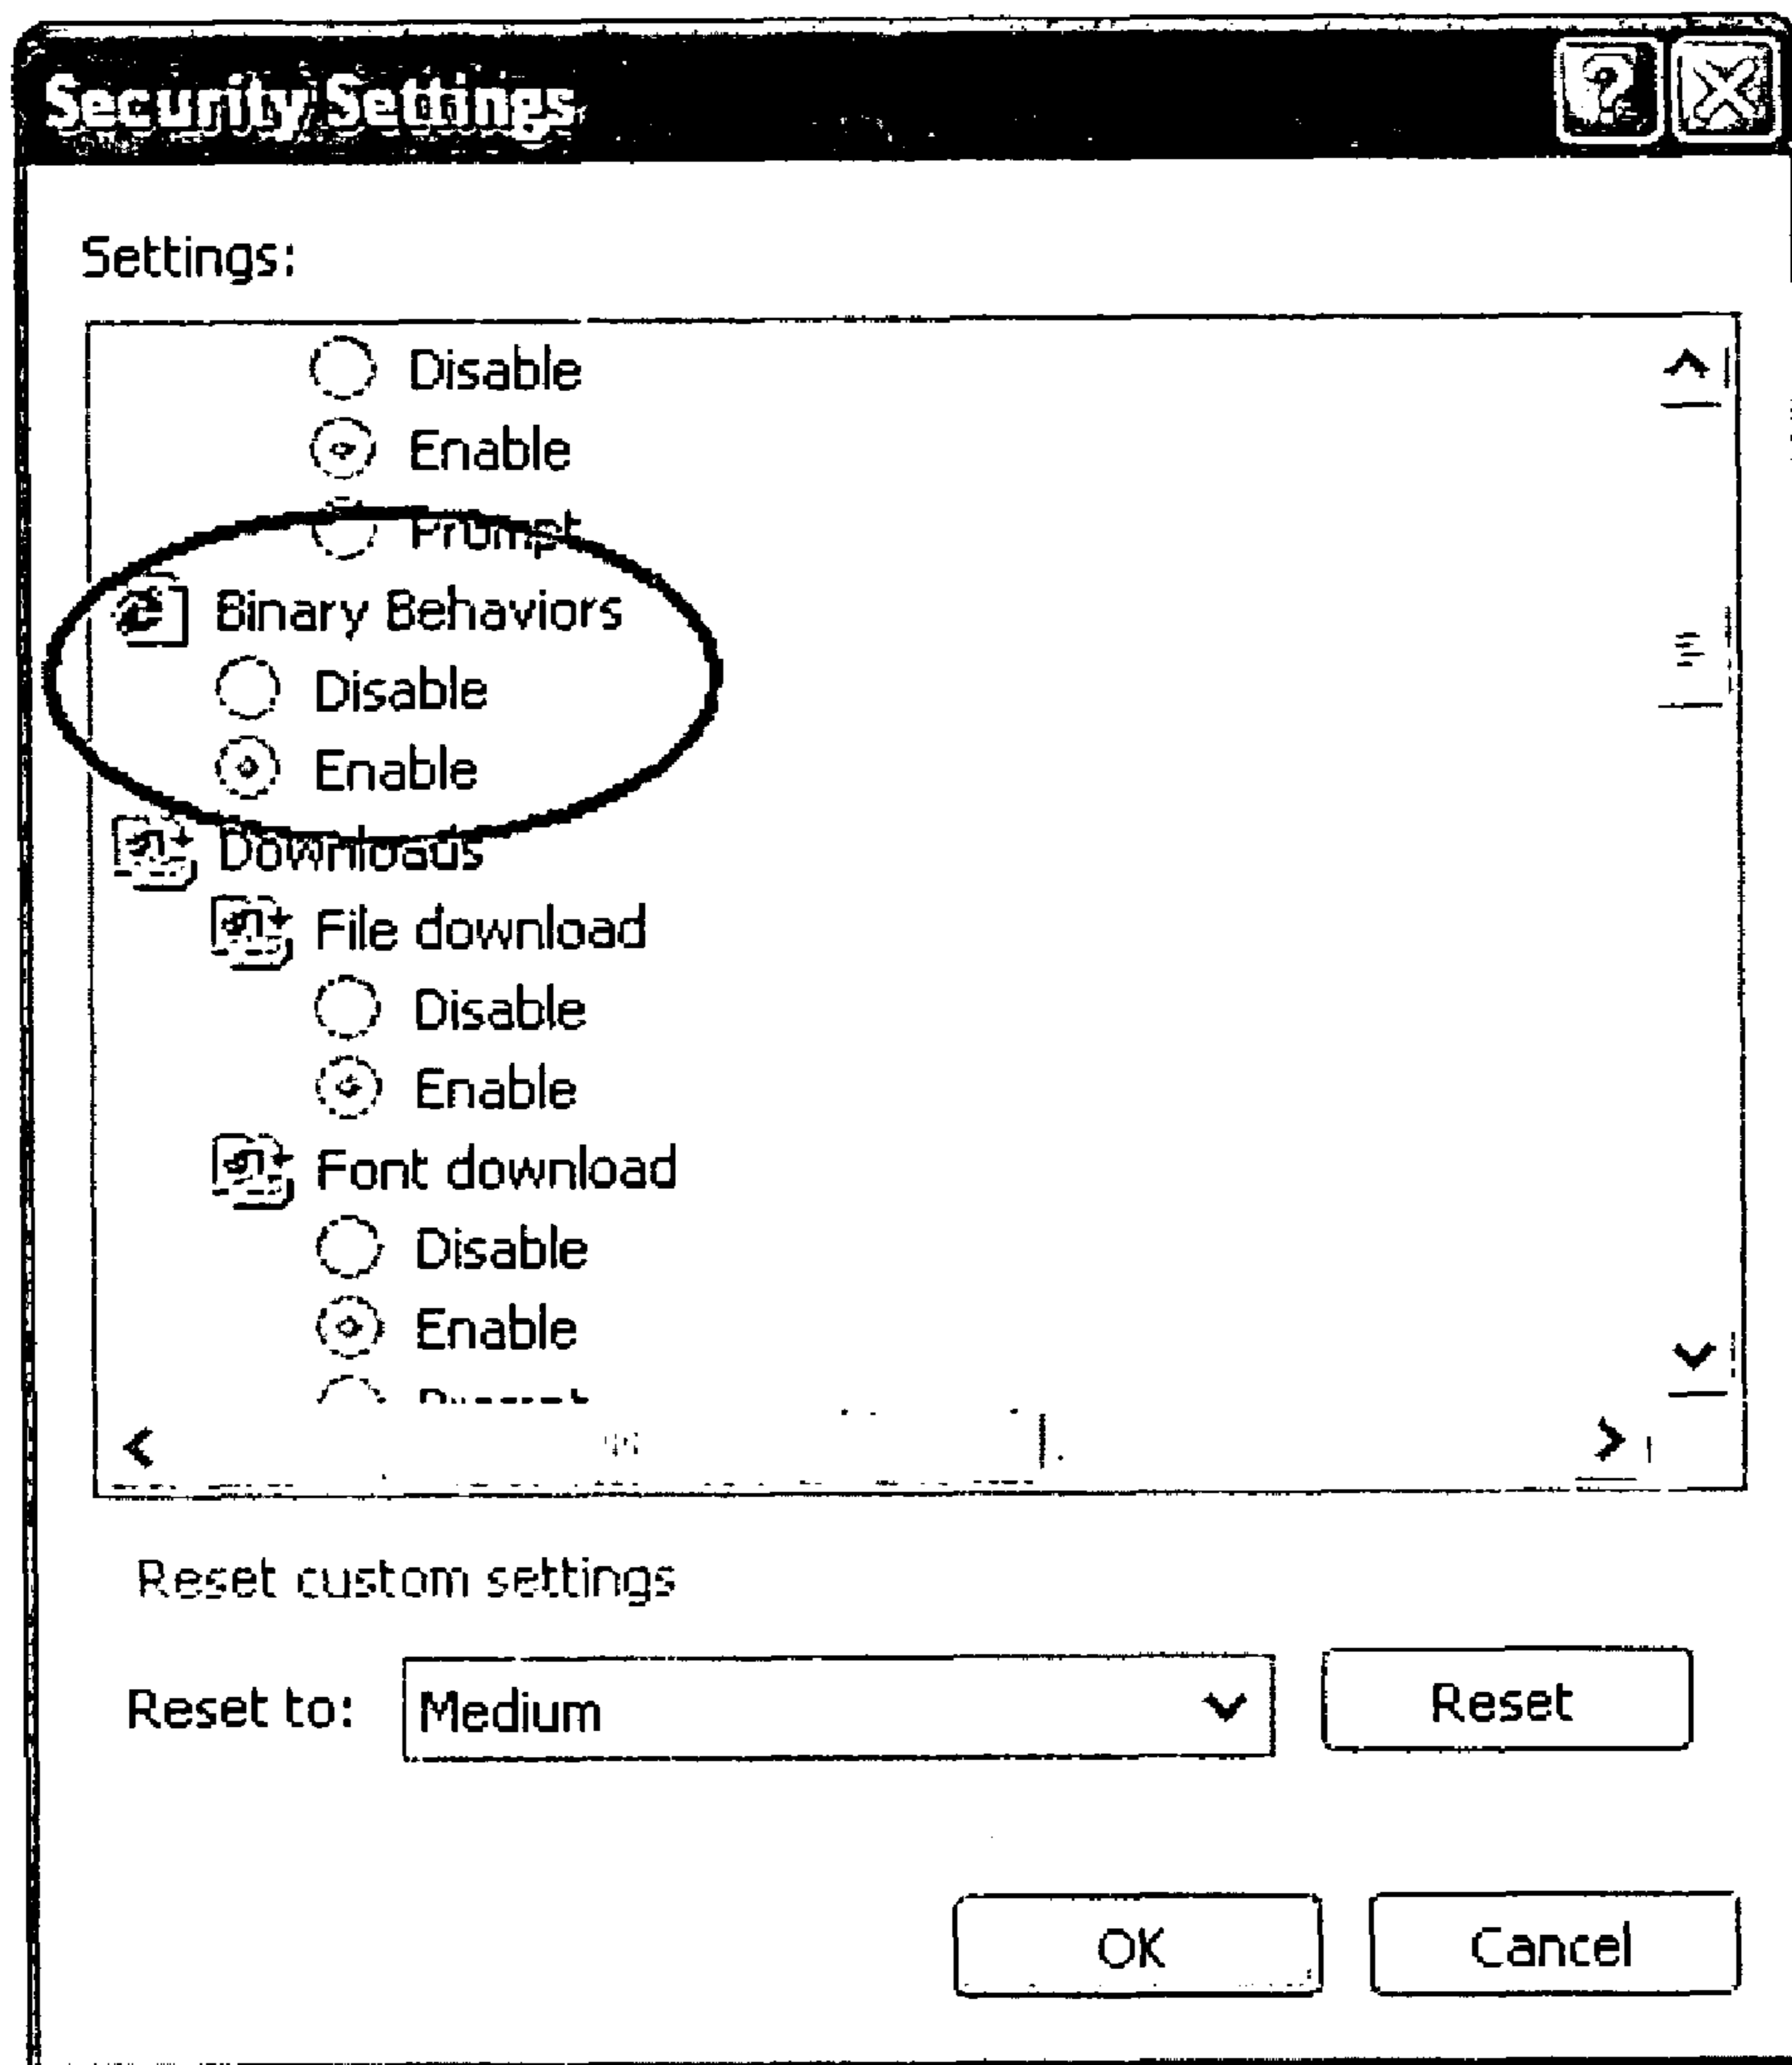 Security Settings
Settings:
Disable
Enable
Prompt
Binary Behaviors
Disable
Enable
Downloads
File download
Disable
Enable
Font download
Disable
Enable
Reset custom settings
Reset to: Medium Reset
OK Cancel